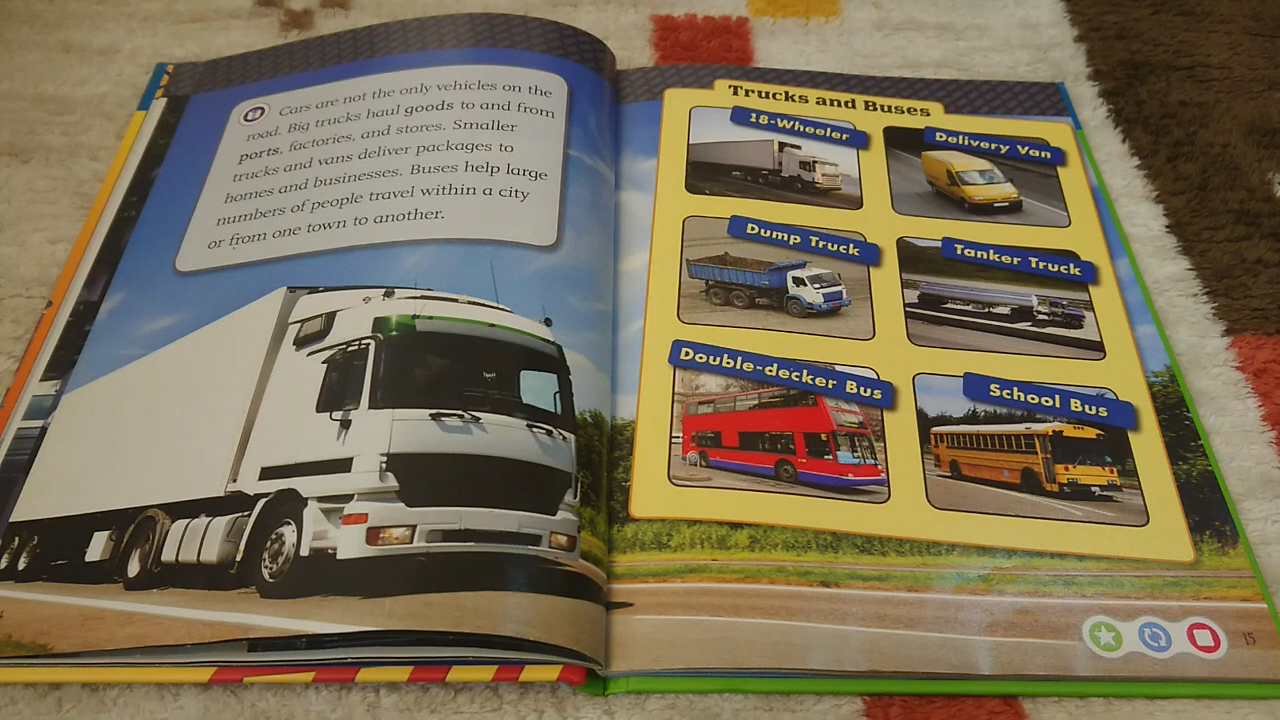 Cars are not the only vehicles on the
road. Big trucks haul goods to and from
ports, factories, and stores. Smaller
trucks and vans deliver packages to
homes and businesses. Buses help large
numbers of people travel within a city
or from one town to another.
Trucks and Buses
18-Wheeler
Delivery Van
Dump Truck
Tanker Truck
Double-decker Bus
School Bus
15